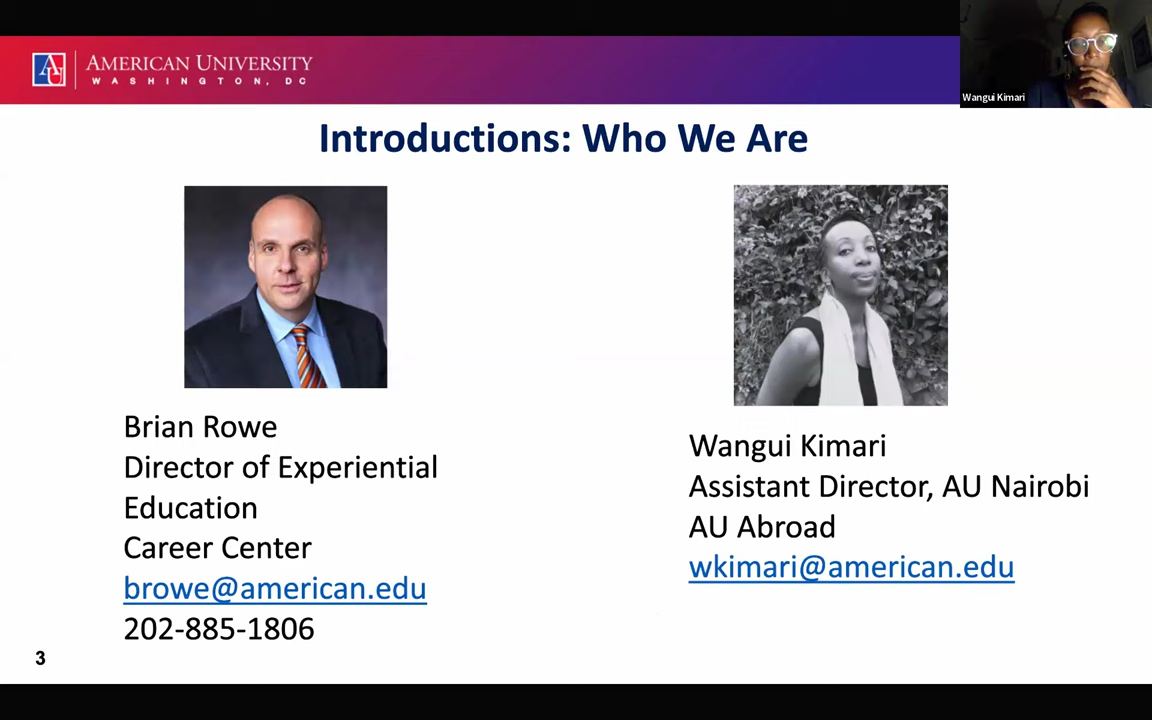 AMERICAN UNIVERSITY
WASHINGTON, DC
Wangui Kimari
Introductions: Who We Are
Brian Rowe
Director of Experiential
Education
Career Center
browe@american.edu
202-885-1806
Wangui Kimari
Assistant Director, AU Nairobi
AU Abroad
wkimari@american.edu
3